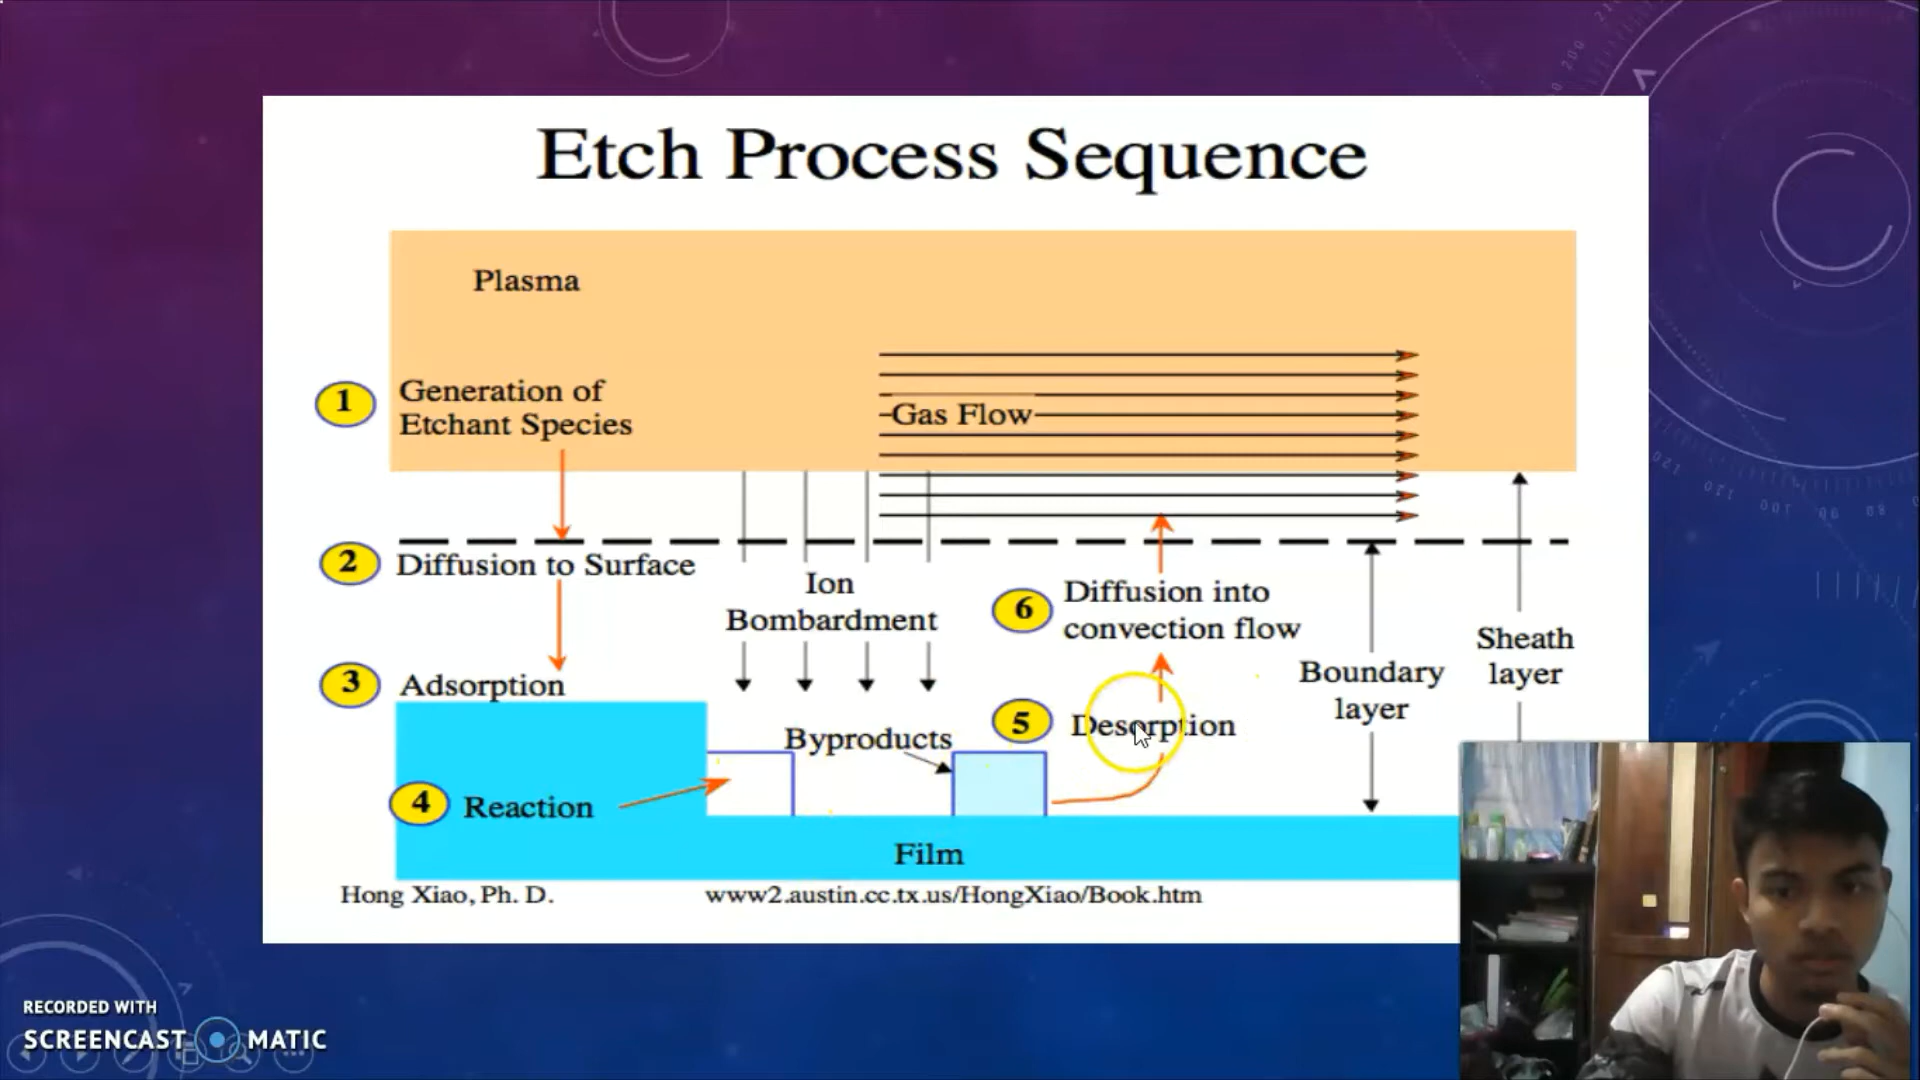 Etch Process Sequence
Plasma
1
Generation of
Etchant Species
Gas Flow
2
Diffusion to Surface
Ion
Bombardment
6
Diffusion into
convection flow
Boundary
layer
Sheath
layer
3
Adsorption
5
Desorption
Byproducts
4
Reaction
Film
Hong Xiao, Ph. D.
www2.austin.cc.tx.us/HongXiao/Book.htm
RECORDED WITH
SCREENCAST MATIC